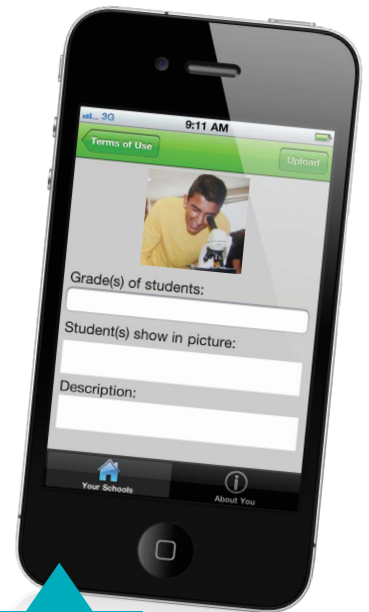 3G
9:11 AM
Terms of Use
Upload
Grade(s) of students:
Student(s) show in picture:
Description:
Your Schools
About You